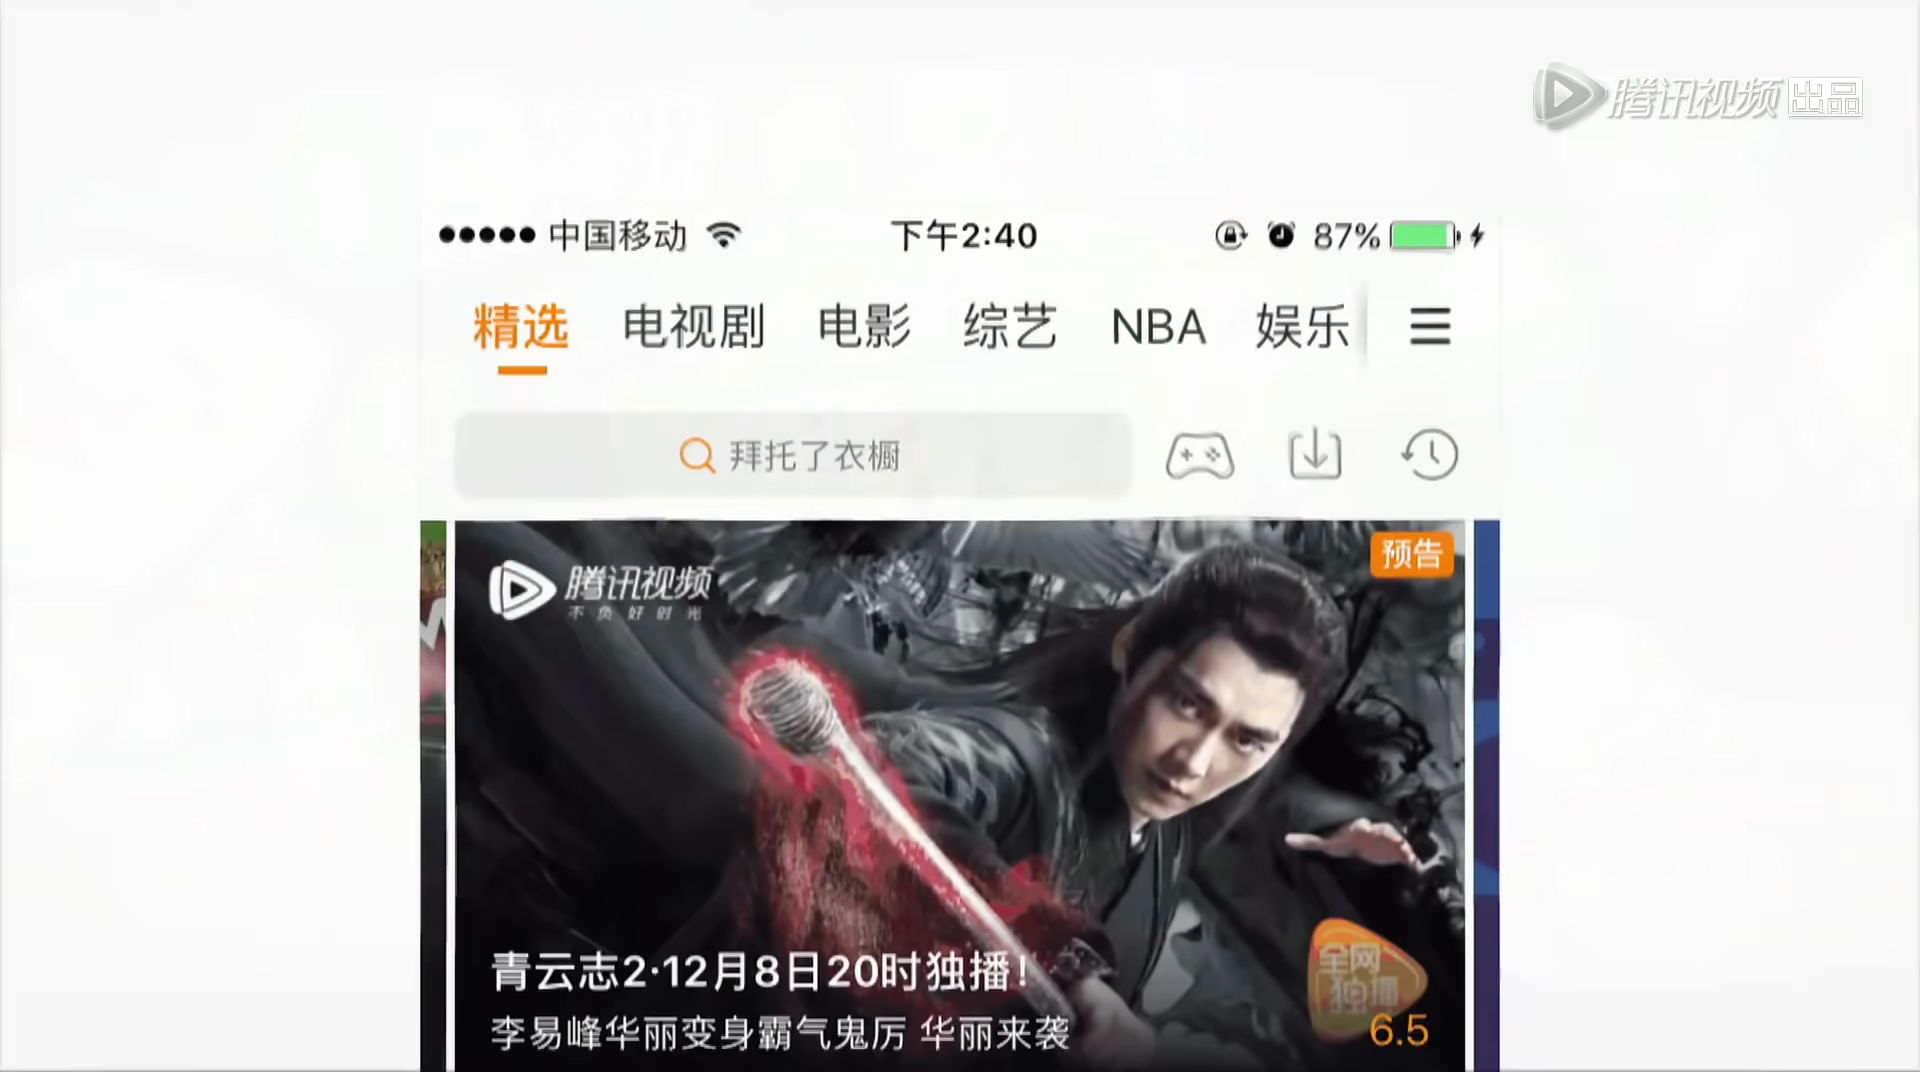 腾讯视频 出品
中国移动 下午2:40 87%
精选 电视剧 电影 综艺 NBA 娱乐
拜托了衣橱
预告
腾讯视频
不负好时光
全网
独播
青云志2·12月8日20时独播!
李易峰华丽变身霸气鬼厉 华丽来袭
6.5